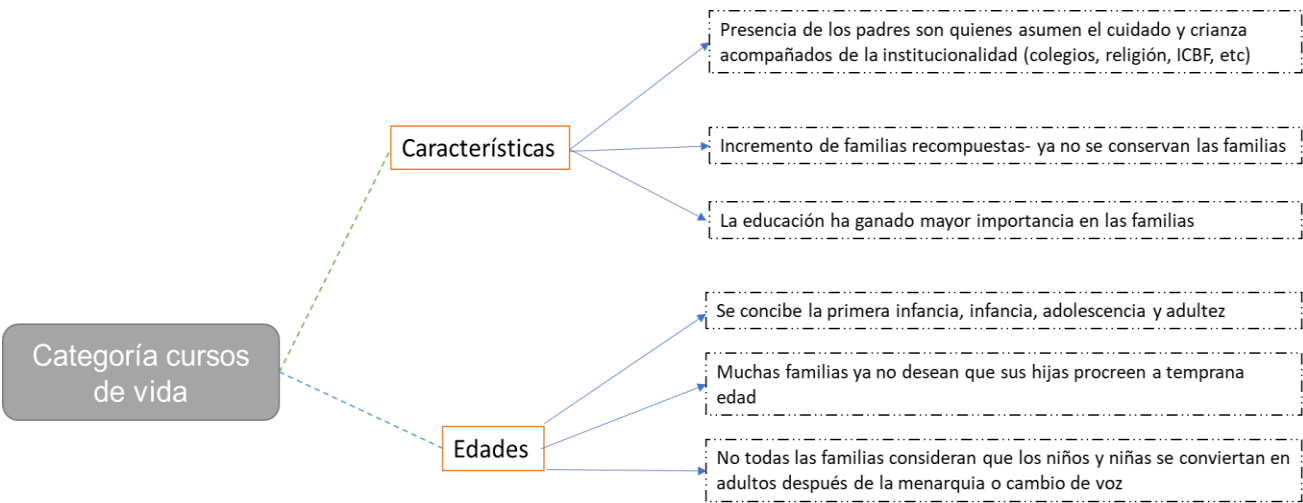 Presencia de los padres son quienes asumen el cuidado y crianza
acompañados de la institucionalidad (colegios, religión, ICBF, etc)
Características
Incremento de familias recompuestas- ya no se conservan las familias
La educación ha ganado mayor importancia en las familias
Se concibe la primera infancia, infancia, adolescencia y adultez
Categoría cursos
de vida
Muchas familias ya no desean que sus hijas procreen a temprana
edad
Edades
No todas las familias consideran que los niños y niñas se conviertan en
adultos después de la menarquia o cambio de voz